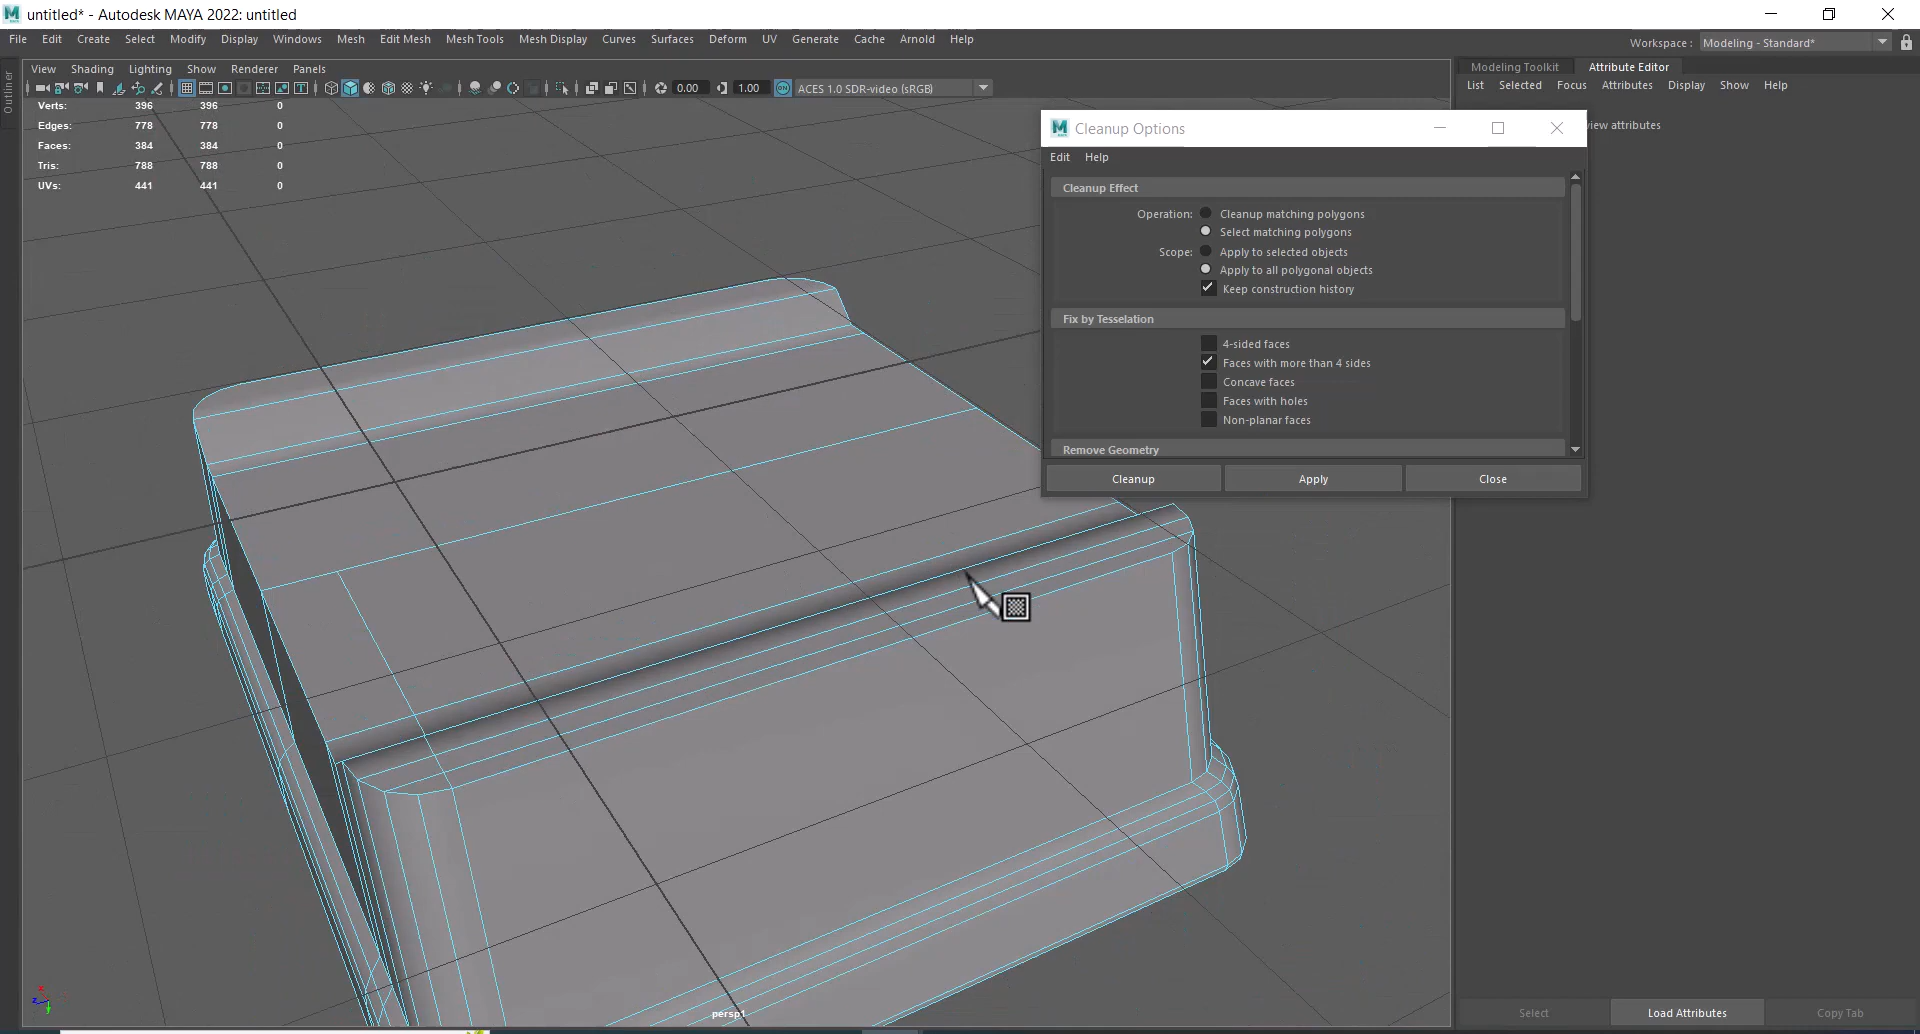 untitled* - Autodesk MAYA 2022: untitled
File Edit Create Select Modify Display Windows Mesh Edit Mesh Mesh Tools Mesh Display Curves Surfaces Deform UV Generate Cache Arnold Help
Workspace : Modeling - Standard*
Outliner
View Shading Lighting Show Renderer Panels
Modeling Toolkit Attribute Editor
List Selected Focus Attributes Display Show Help
0.00 1.00 ON ACES 1.0 SDR-video (sRGB)
Verts: 396 396 0
Edges: 778 778 0
Faces: 384 384 0
Tris: 788 788 0
UVs: 441 441 0
view attributes
Cleanup Options
Edit Help
Cleanup Effect
Operation: Cleanup matching polygons
Select matching polygons
Scope: Apply to selected objects
Apply to all polygonal objects
Keep construction history
Fix by Tesselation
4-sided faces
Faces with more than 4 sides
Concave faces
Faces with holes
Non-planar faces
Remove Geometry
Cleanup Apply Close
persp1
Select Load Attributes Copy Tab